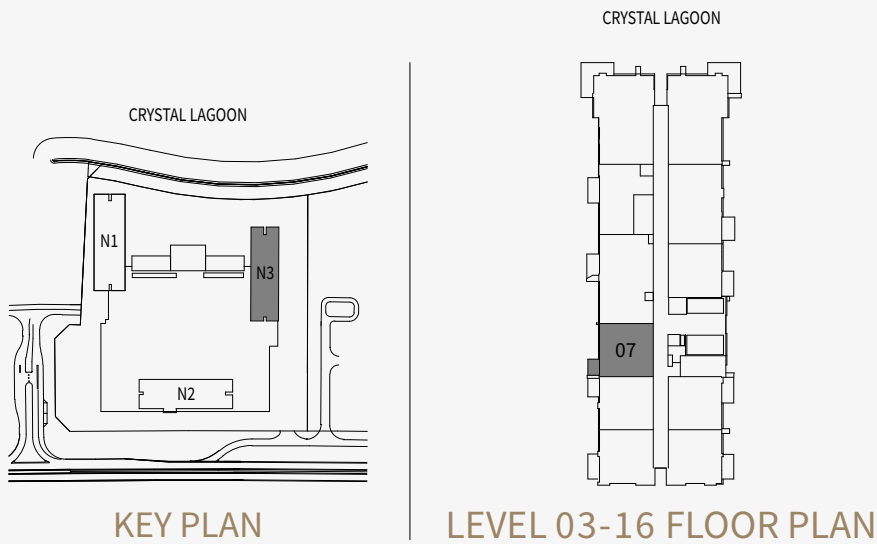 CRYSTAL LAGOON
N1
N3
N2
KEY PLAN
CRYSTAL LAGOON
07
LEVEL 03-16 FLOOR PLAN